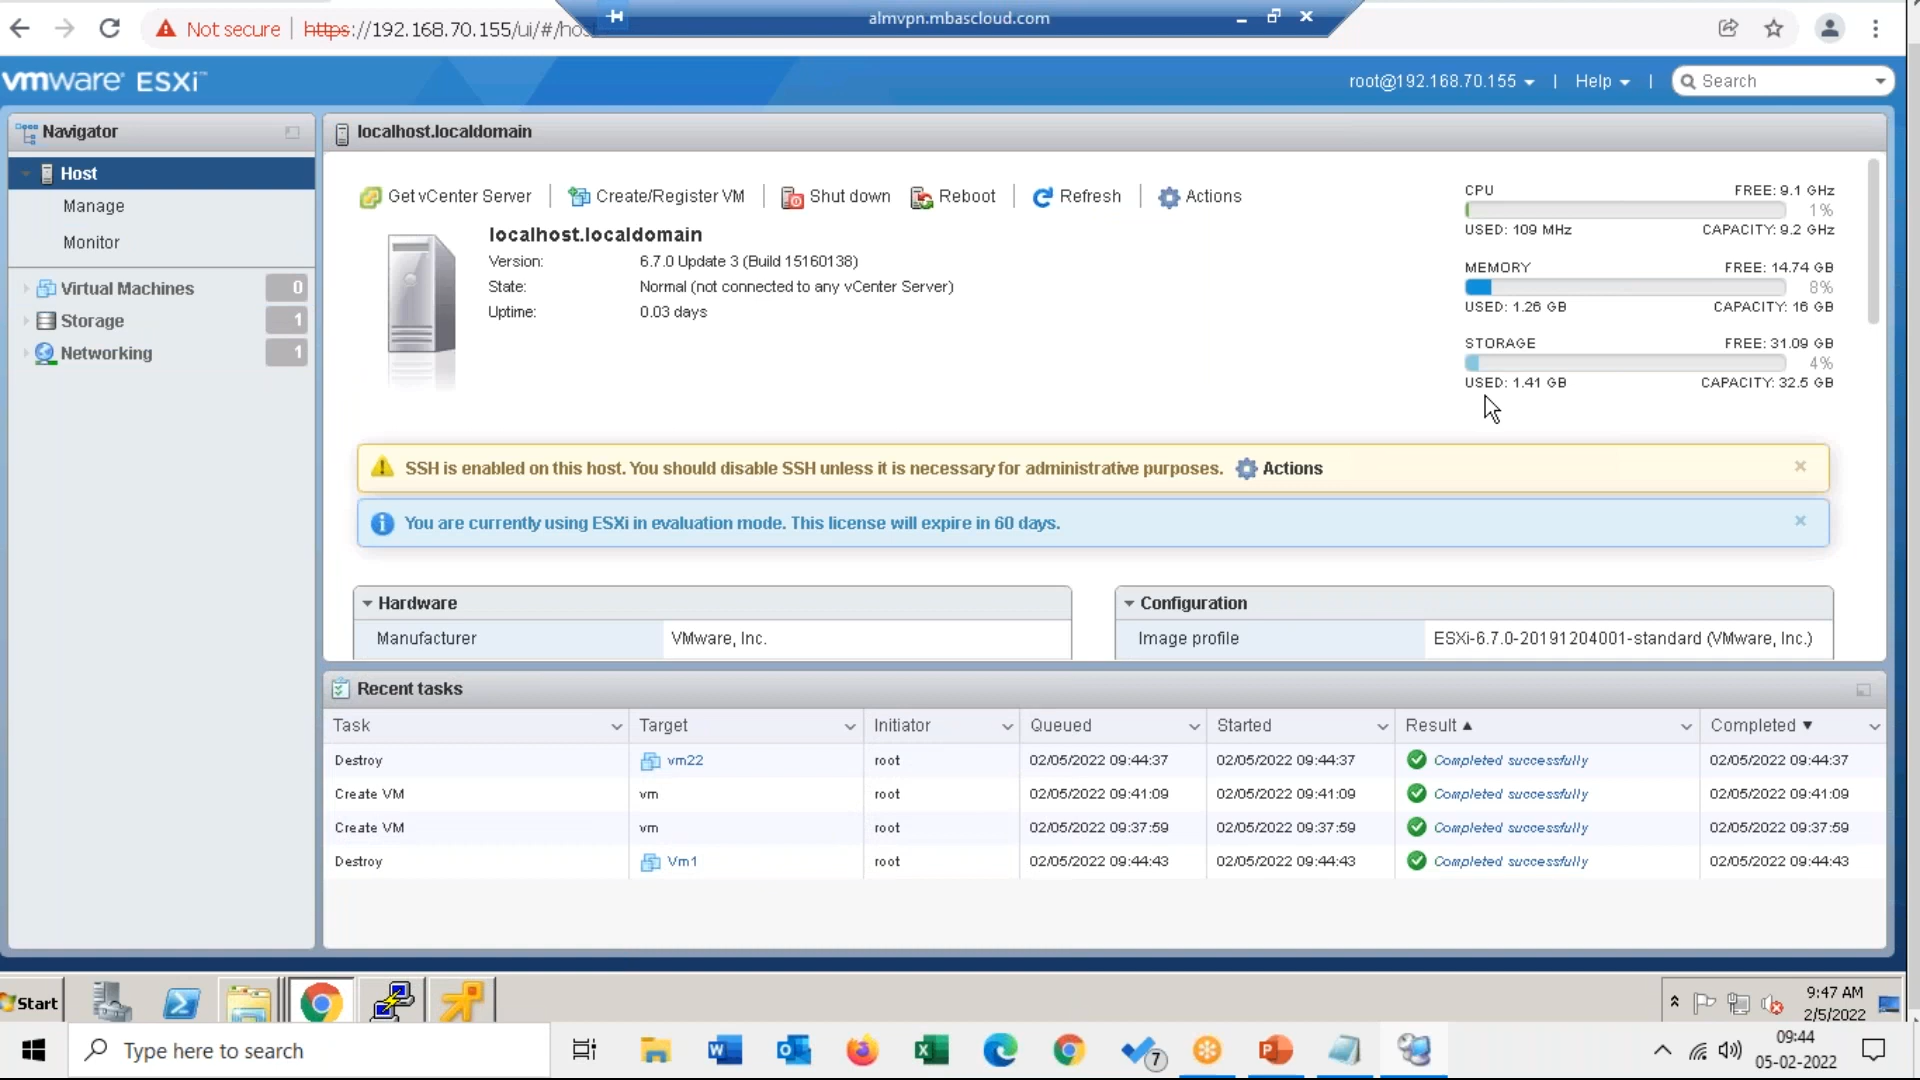 almvpn.mbascloud.com
Not secure | https://192.168.70.155/ui/#/hos
vmware ESXi™
root@192.168.70.155 | Help | Search
Navigator
Host
Manage
Monitor
Virtual Machines 0
Storage 1
Networking 1
localhost.localdomain
Get vCenter Server | Create/Register VM | Shut down Reboot | Refresh | Actions
localhost.localdomain
Version: 6.7.0 Update 3 (Build 15160138)
State: Normal (not connected to any vCenter Server)
Uptime: 0.03 days
CPU FREE: 9.1 GHz
1%
USED: 109 MHz CAPACITY: 9.2 GHz
MEMORY FREE: 14.74 GB
8%
USED: 1.26 GB CAPACITY: 16 GB
STORAGE FREE: 31.09 GB
4%
USED: 1.41 GB CAPACITY: 32.5 GB
SSH is enabled on this host. You should disable SSH unless it is necessary for administrative purposes. Actions
You are currently using ESXi in evaluation mode. This license will expire in 60 days.
Hardware
Manufacturer VMware, Inc.
Configuration
Image profile ESXi-6.7.0-20191204001-standard (VMware, Inc.)
Recent tasks
Task Target Initiator Queued Started Result Completed
Destroy vm22 root 02/05/2022 09:44:37 02/05/2022 09:44:37 Completed successfully 02/05/2022 09:44:37
Create VM vm root 02/05/2022 09:41:09 02/05/2022 09:41:09 Completed successfully 02/05/2022 09:41:09
Create VM vm root 02/05/2022 09:37:59 02/05/2022 09:37:59 Completed successfully 02/05/2022 09:37:59
Destroy Vm1 root 02/05/2022 09:44:43 02/05/2022 09:44:43 Completed successfully 02/05/2022 09:44:43
Start
9:47 AM
2/5/2022
Type here to search
7
09:44
05-02-2022